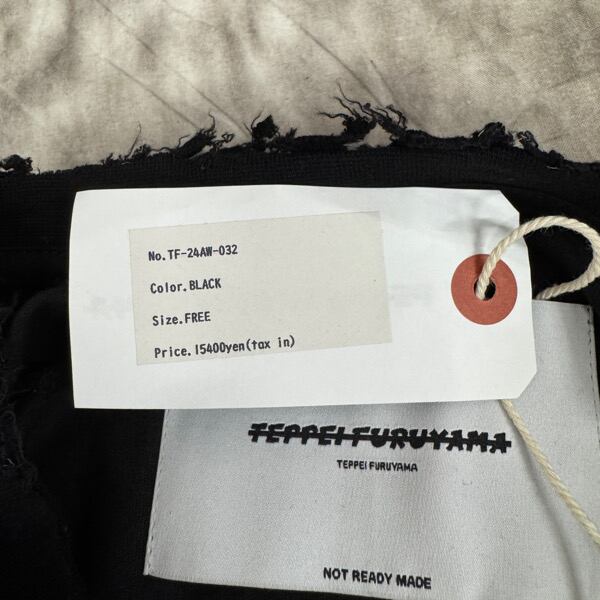 No.TF-24AW-032
Color.BLACK
Size.FREE
Price.15400yen(tax in)
TEPPEI FURUYAMA
TEPPEI FURUYAMA
NOT READY MADE